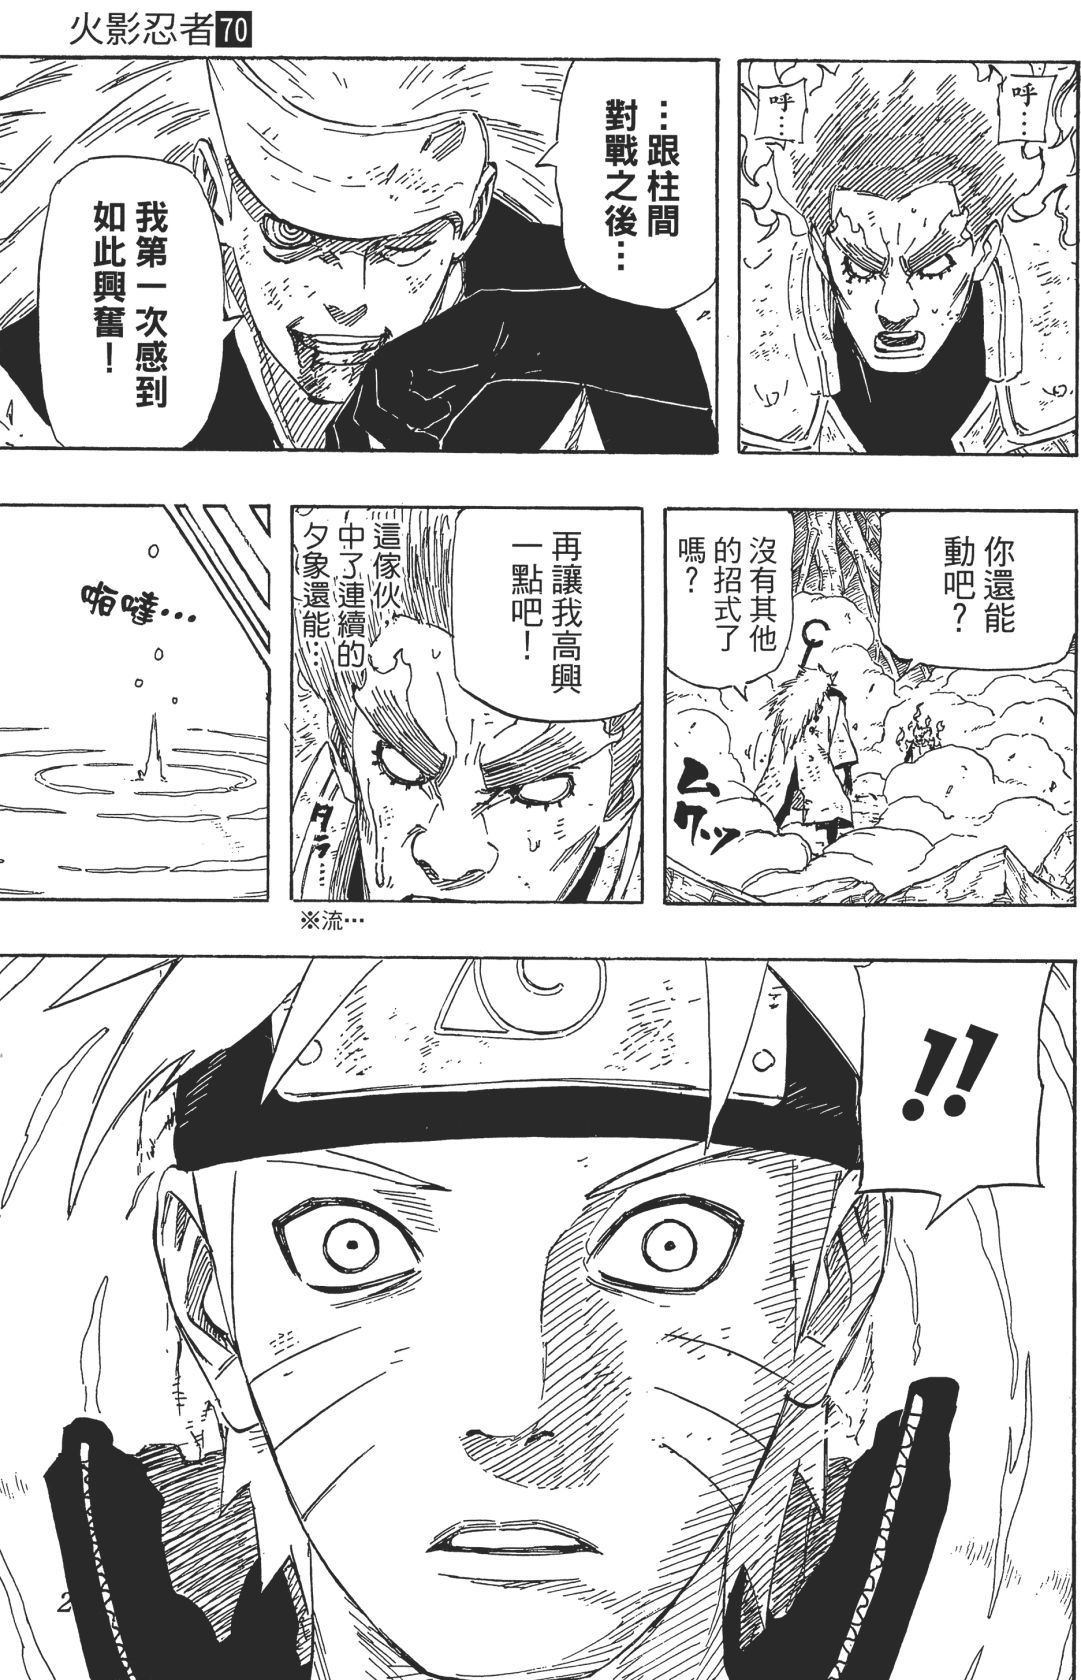 火影忍者70
呼…
呼…
…跟柱間
對戰之後…
我第一次感到
如此興奮！
你還能
動吧？
沒有其他
的招式了
嗎？
ムクッ
再讓我高興
一點吧！
這傢伙
中了連續的
夕象還能…
タラ…
※流…
啪噠…
!!
2